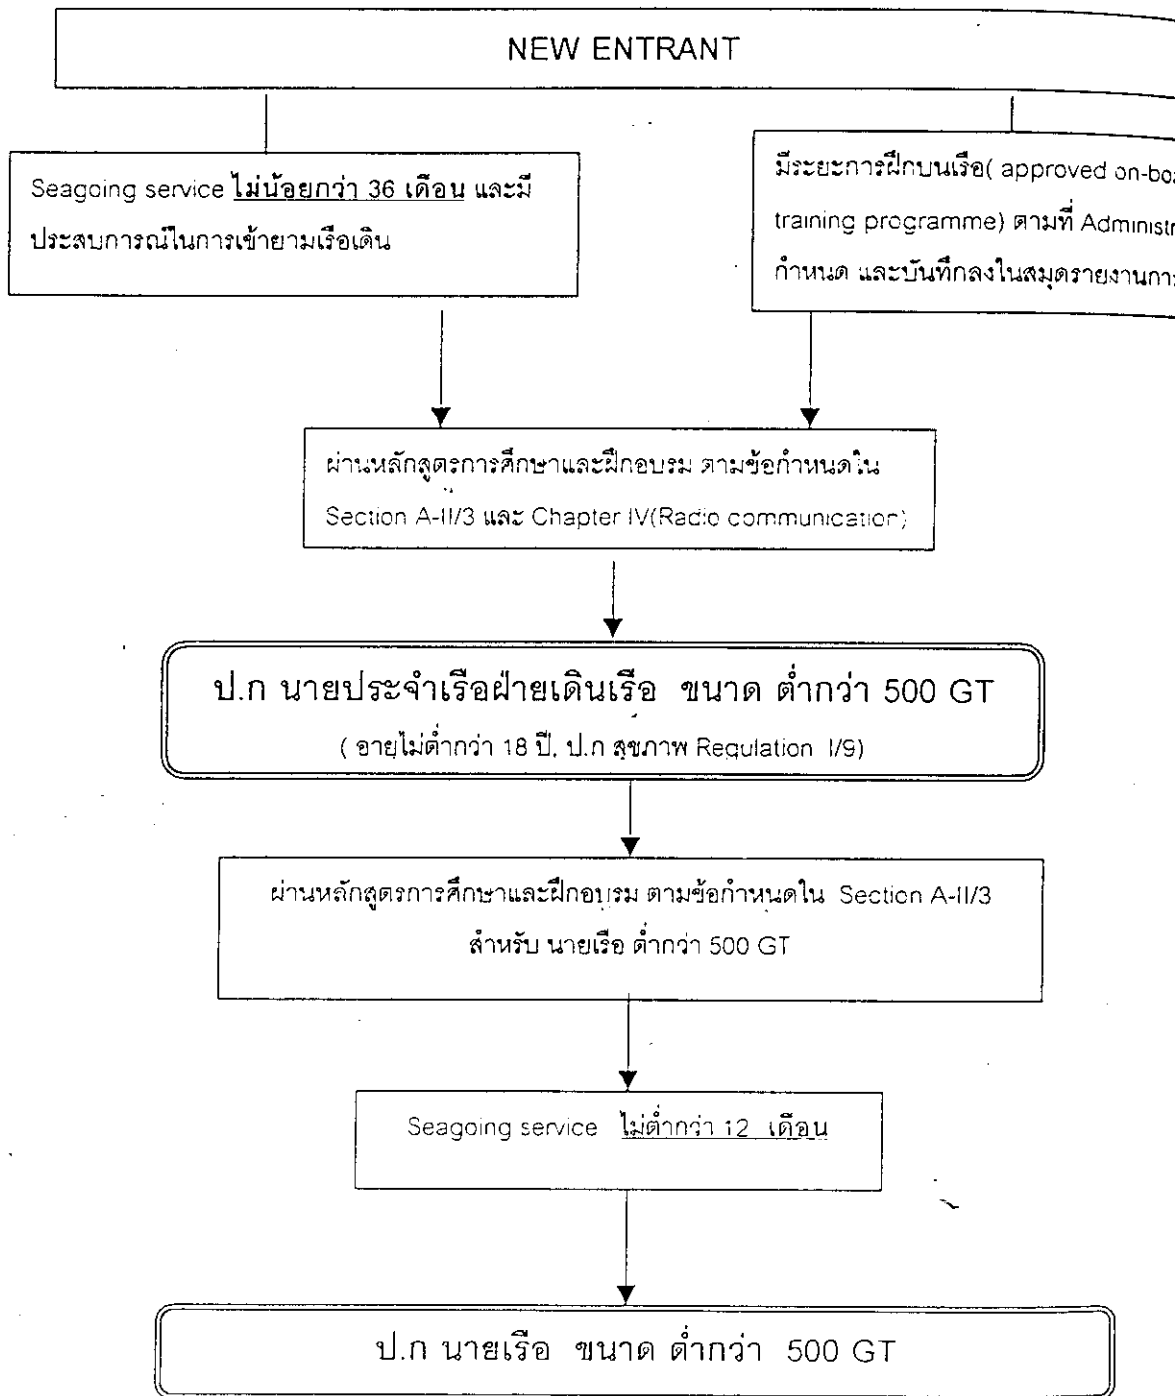 NEW ENTRANT
Seagoing service ไม่น้อยกว่า 36 เดือน และมี
ประสบการณ์ในการเข้ายามเรือเดิน
มีระยะการฝึกบนเรือ( approved on-boa
training programme) ตามที่ Administr
กำหนด และบันทึกลงในสมุดรายงานกา
ผ่านหลักสูตรการศึกษาและฝึกอบรม ตามข้อกำหนดใน
Section A-II/3 และ Chapter IV(Radio communication)
ป.ก นายประจำเรือฝ่ายเดินเรือ ขนาด ต่ำกว่า 500 GT
( อายุไม่ต่ำกว่า 18 ปี, ป.ก สุขภาพ Regulation I/9)
ผ่านหลักสูตรการศึกษาและฝึกอบรม ตามข้อกำหนดใน Section A-II/3
สำหรับ นายเรือ ต่ำกว่า 500 GT
Seagoing service ไม่ต่ำกว่า 12 เดือน
ป.ก นายเรือ ขนาด ต่ำกว่า 500 GT